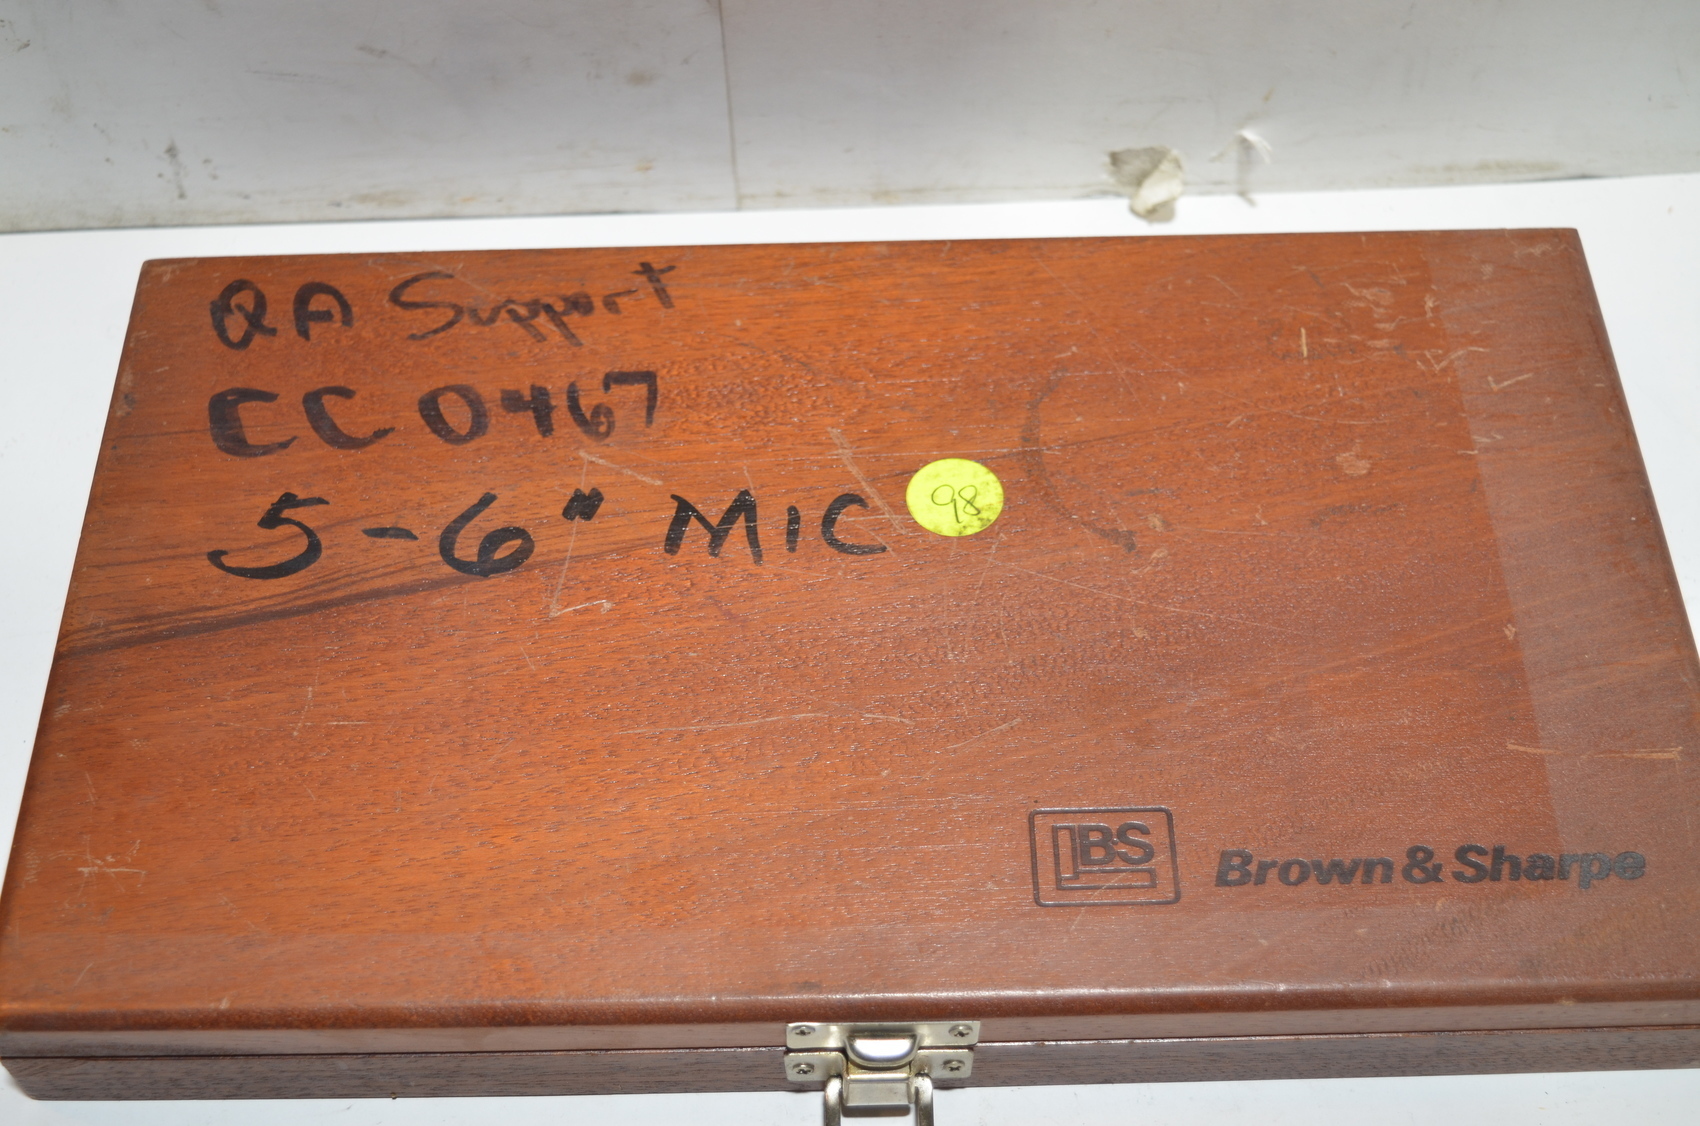 QA Support
CC 0467
5-6" MIC
98
BS
Brown & Sharpe